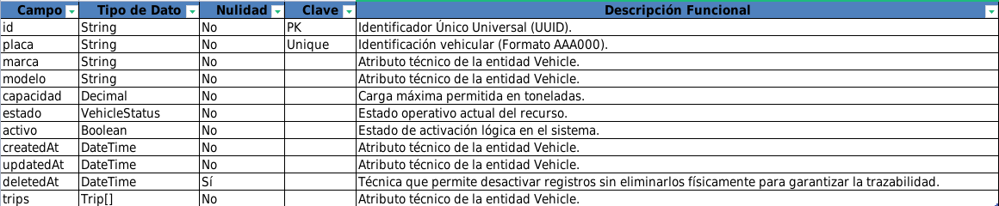 Campo Tipo de Dato Nulidad Clave Descripción Funcional
id String No PK Identificador Único Universal (UUID).
placa String No Unique Identificación vehicular (Formato AAA000).
marca String No Atributo técnico de la entidad Vehicle.
modelo String No Atributo técnico de la entidad Vehicle.
capacidad Decimal No Carga máxima permitida en toneladas.
estado VehicleStatus No Estado operativo actual del recurso.
activo Boolean No Estado de activación lógica en el sistema.
createdAt DateTime No Atributo técnico de la entidad Vehicle.
updatedAt DateTime No Atributo técnico de la entidad Vehicle.
deletedAt DateTime Sí Técnica que permite desactivar registros sin eliminarlos físicamente para garantizar la trazabilidad.
trips Trip[] No Atributo técnico de la entidad Vehicle.